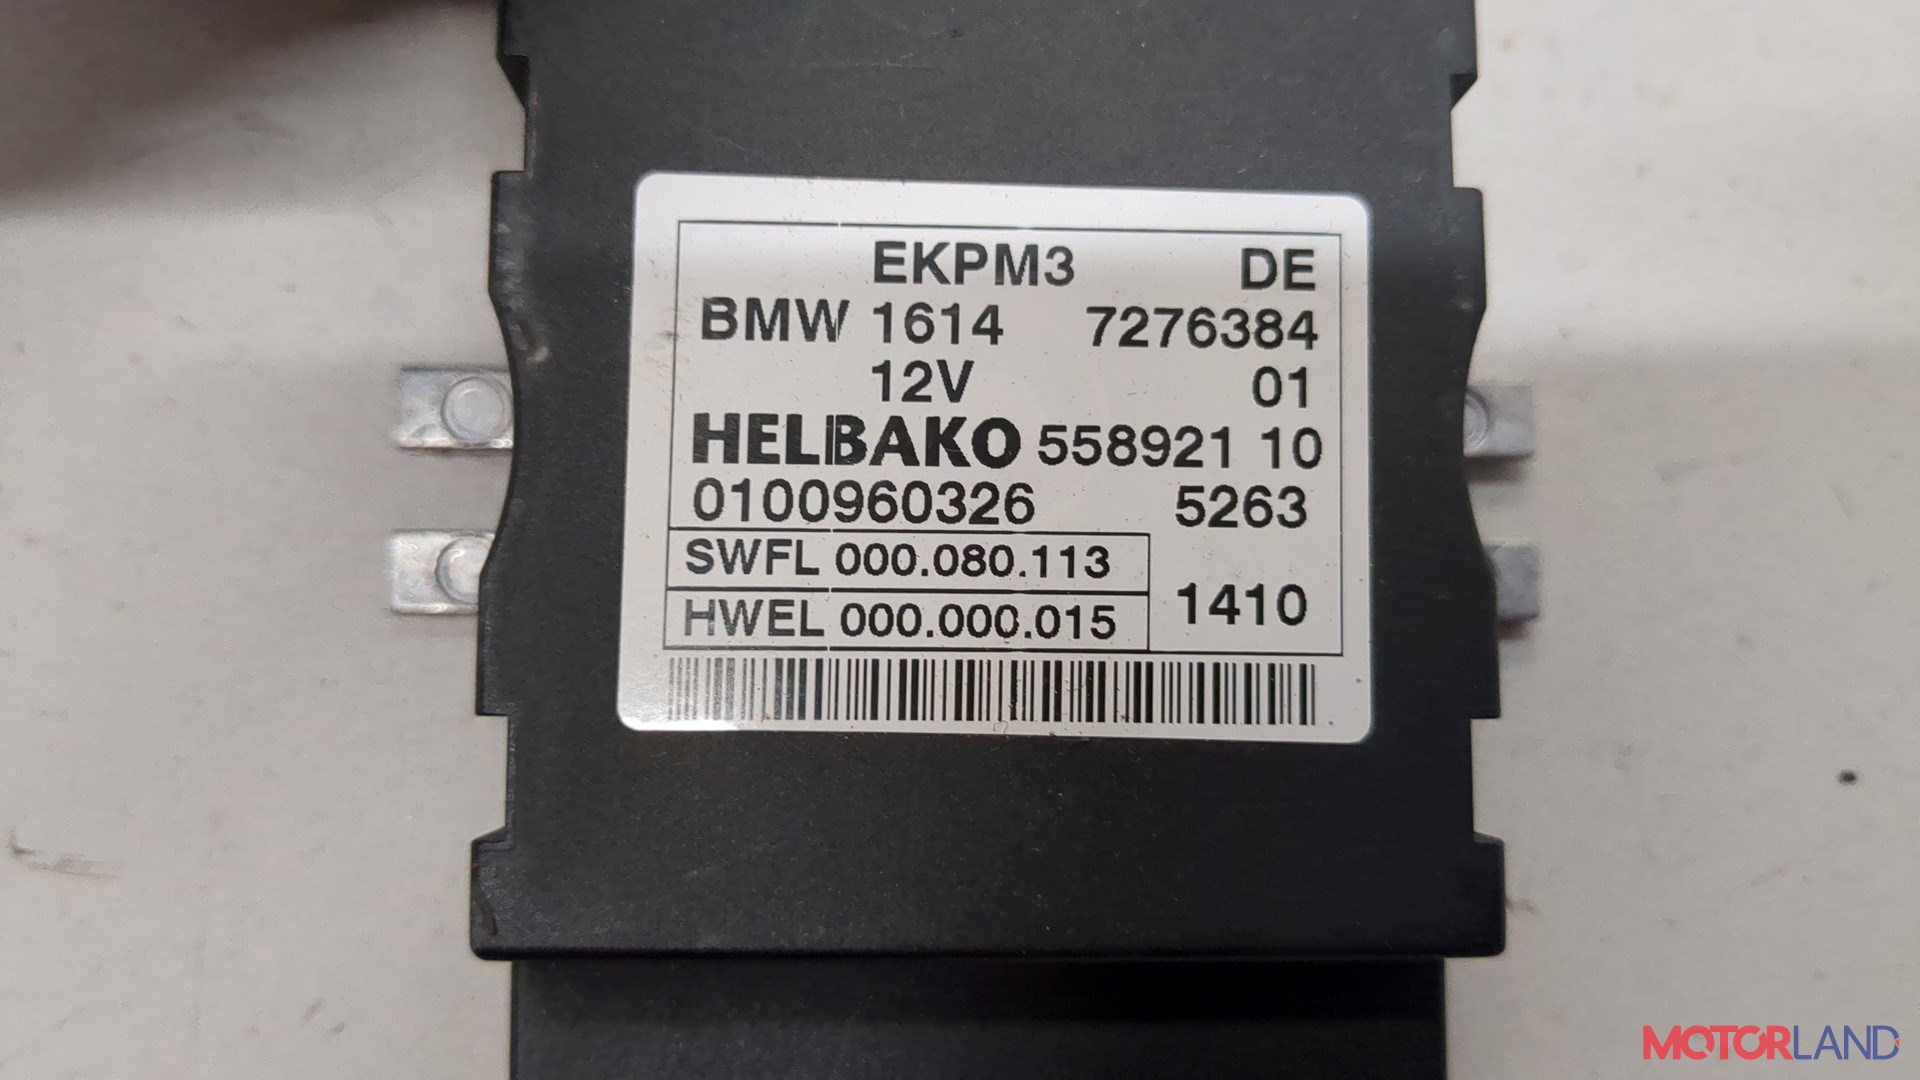 EKPM3 DE
BMW 1614 7276384
12V 01
HELBAKO 558921 10
0100960326 5263
SWFL 000.080.113
HWEL 000.000.015 1410
MOTORLAND